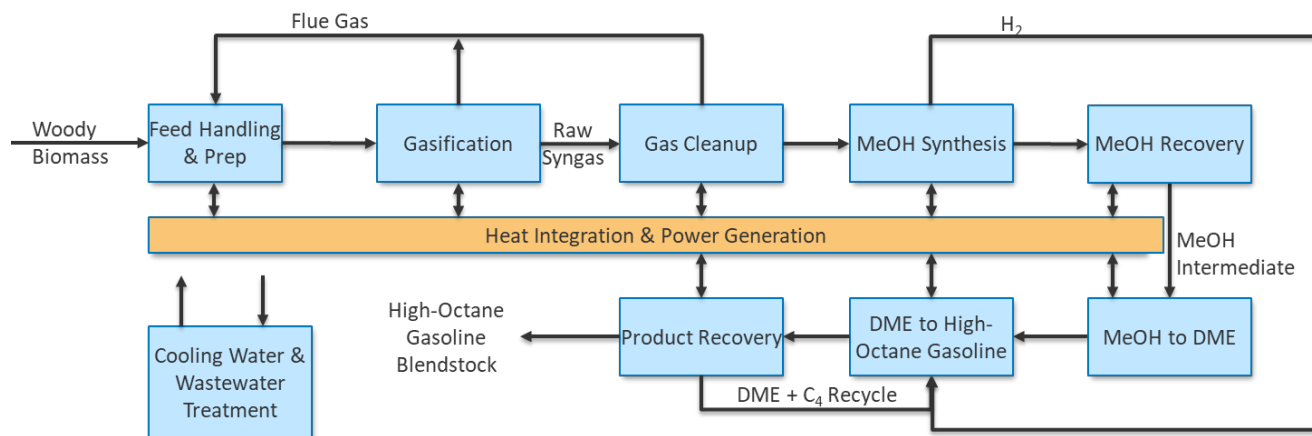 Flue Gas
H₂
Woody
Biomass
Feed Handling
& Prep
Gasification
Raw
Syngas
Gas Cleanup
MeOH Synthesis
MeOH Recovery
Heat Integration & Power Generation
MeOH
Intermediate
High-Octane
Gasoline
Blendstock
Product Recovery
DME to High-
Octane Gasoline
MeOH to DME
Cooling Water &
Wastewater
Treatment
DME + C₄ Recycle